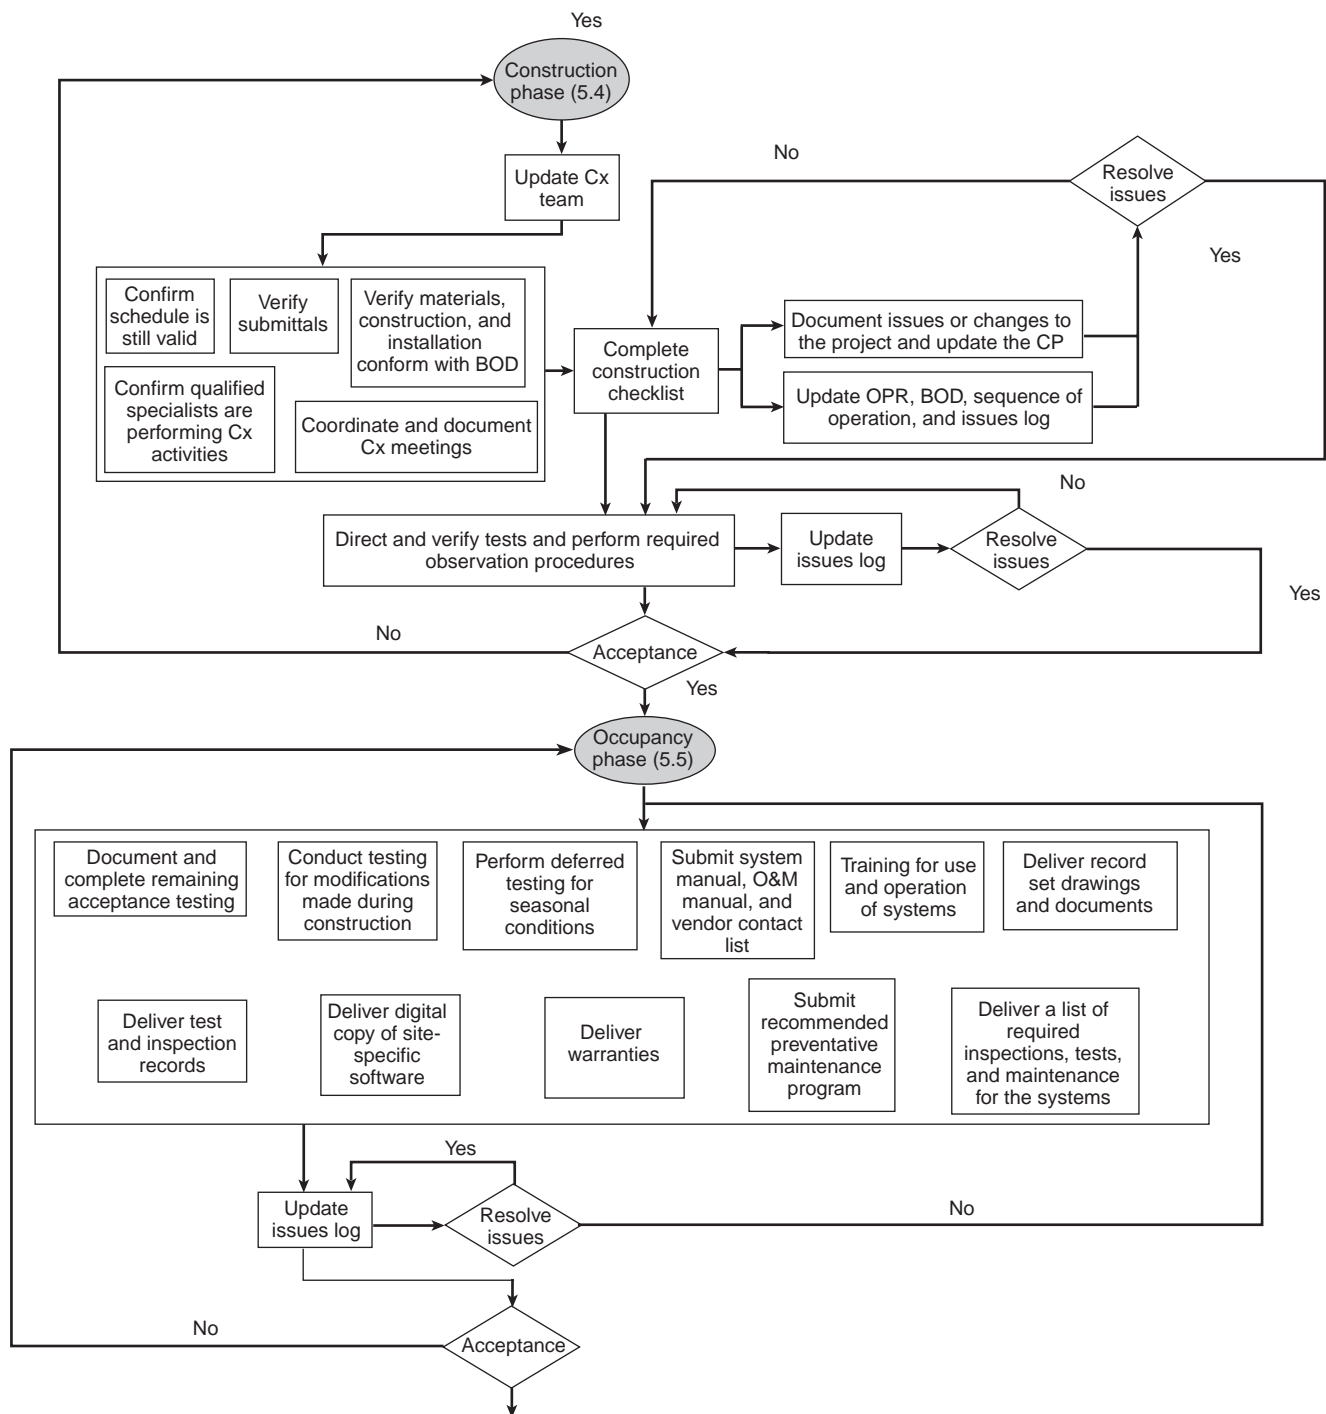 Yes
Construction
phase (5.4)
Update Cx
team
No
Resolve
issues
Yes
Confirm
schedule is
still valid
Verify
submittals
Verify materials,
construction, and
installation
conform with BOD
Confirm qualified
specialists are
performing Cx
activities
Coordinate and document
Cx meetings
Complete
construction
checklist
Document issues or changes to
the project and update the CP
Update OPR, BOD, sequence of
operation, and issues log
No
Direct and verify tests and perform required
observation procedures
Update
issues log
Resolve
issues
Yes
No
Acceptance
Yes
Occupancy
phase (5.5)
Document and
complete remaining
acceptance testing
Conduct testing
for modifications
made during
construction
Perform deferred
testing for
seasonal
conditions
Submit system
manual, O&M
manual, and
vendor contact
list
Training for use
and operation
of systems
Deliver record
set drawings
and documents
Deliver test
and inspection
records
Deliver digital
copy of site-
specific
software
Deliver
warranties
Submit
recommended
preventative
maintenance
program
Deliver a list of
required
inspections, tests,
and maintenance
for the systems
Yes
Update
issues log
Resolve
issues
No
No
Acceptance